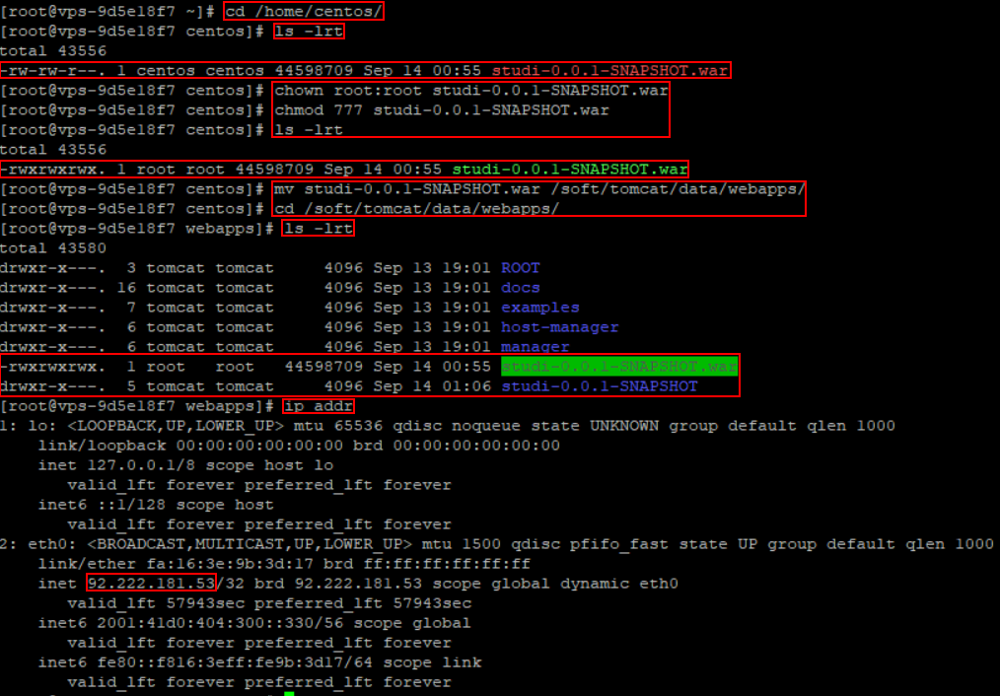 [root@vps-9d5e18f7 ~]# cd /home/centos/
[root@vps-9d5e18f7 centos]# ls -lrt
total 43556
-rw-rw-r--. 1 centos centos 44598709 Sep 14 00:55 studi-0.0.1-SNAPSHOT.war
[root@vps-9d5e18f7 centos]# chown root:root studi-0.0.1-SNAPSHOT.war
[root@vps-9d5e18f7 centos]# chmod 777 studi-0.0.1-SNAPSHOT.war
[root@vps-9d5e18f7 centos]# ls -lrt
total 43556
-rwxrwxrwx. 1 root root 44598709 Sep 14 00:55 studi-0.0.1-SNAPSHOT.war
[root@vps-9d5e18f7 centos]# mv studi-0.0.1-SNAPSHOT.war /soft/tomcat/data/webapps/
[root@vps-9d5e18f7 centos]# cd /soft/tomcat/data/webapps/
[root@vps-9d5e18f7 webapps]# ls -lrt
total 43580
drwxr-x---.  3 tomcat tomcat     4096 Sep 13 19:01 ROOT
drwxr-x---. 16 tomcat tomcat     4096 Sep 13 19:01 docs
drwxr-x---.  7 tomcat tomcat     4096 Sep 13 19:01 examples
drwxr-x---.  6 tomcat tomcat     4096 Sep 13 19:01 host-manager
drwxr-x---.  6 tomcat tomcat     4096 Sep 13 19:01 manager
-rwxrwxrwx.  1 root   root   44598709 Sep 14 00:55 studi-0.0.1-SNAPSHOT.war
drwxr-x---.  5 tomcat tomcat     4096 Sep 14 01:06 studi-0.0.1-SNAPSHOT
[root@vps-9d5e18f7 webapps]# ip addr
1: lo: <LOOPBACK,UP,LOWER_UP> mtu 65536 qdisc noqueue state UNKNOWN group default qlen 1000
    link/loopback 00:00:00:00:00:00 brd 00:00:00:00:00:00
    inet 127.0.0.1/8 scope host lo
       valid_lft forever preferred_lft forever
    inet6 ::1/128 scope host
       valid_lft forever preferred_lft forever
2: eth0: <BROADCAST,MULTICAST,UP,LOWER_UP> mtu 1500 qdisc pfifo_fast state UP group default qlen 1000
    link/ether fa:16:3e:9b:3d:17 brd ff:ff:ff:ff:ff:ff
    inet 92.222.181.53/32 brd 92.222.181.53 scope global dynamic eth0
       valid_lft 57943sec preferred_lft 57943sec
    inet6 2001:41d0:404:300::330/56 scope global
       valid_lft forever preferred_lft forever
    inet6 fe80::f816:3eff:fe9b:3d17/64 scope link
       valid_lft forever preferred_lft forever